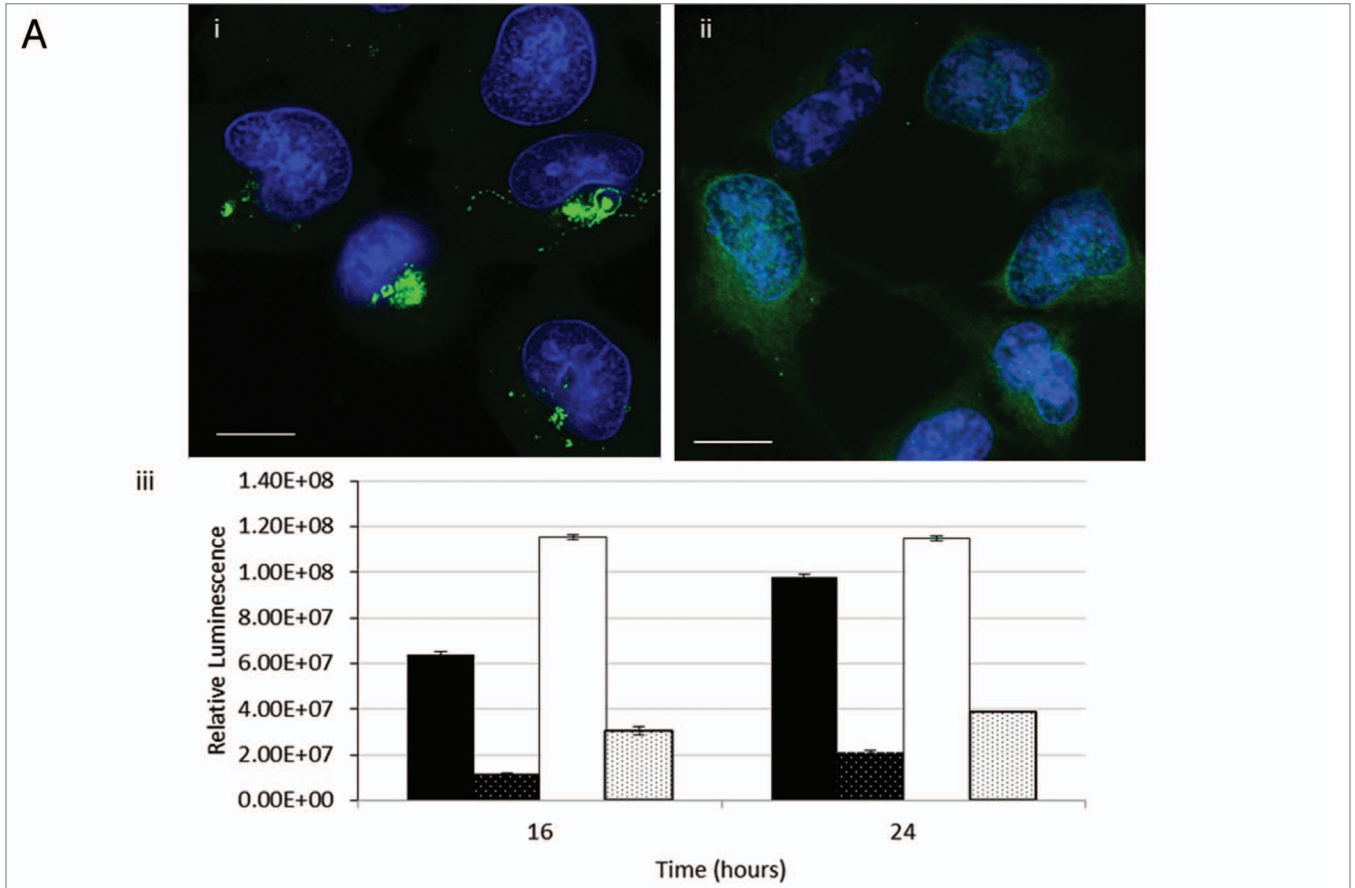 A
i
ii
iii
1.40E+08
1.20E+08
1.00E+08
8.00E+07
6.00E+07
4.00E+07
2.00E+07
0.00E+00
Relative Luminescence
16
24
Time (hours)